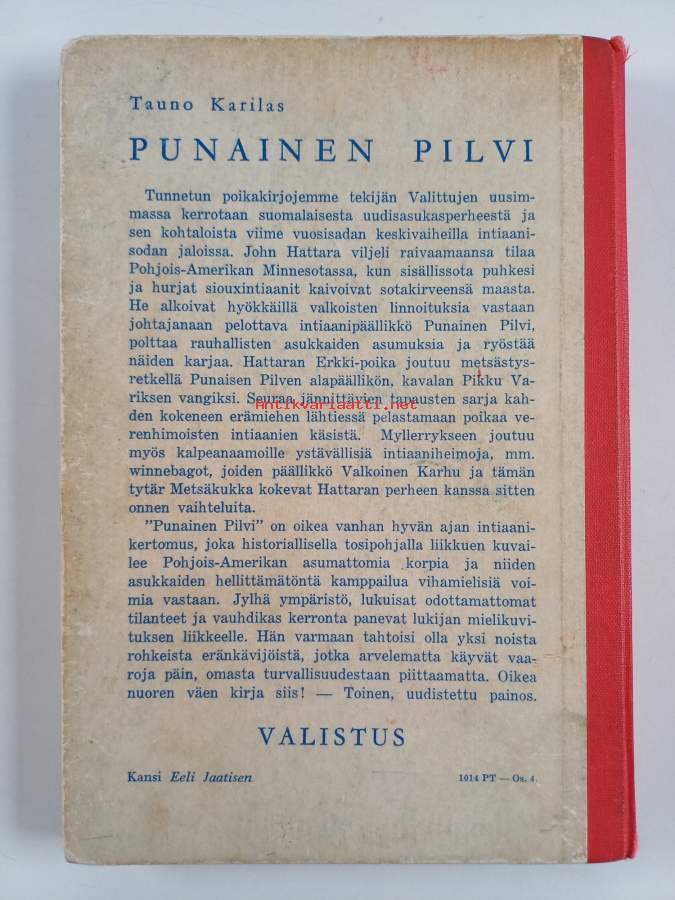 Tauno Karilas
PUNAINEN PILVI
Tunnetun poikakirjojemme tekijän Valittujen uusim-
massa kerrotaan suomalaisesta uudisasukasperheestä ja
sen kohtaloista viime vuosisadan keskivaiheilla intiaani-
sodan jaloissa. John Hattara viljeli raivaamaansa tilaa
Pohjois-Amerikan Minnesotassa, kun sisällissota puhkesi
ja hurjat siouxintiaanit kaivoivat sotakirveensä maasta.
He alkoivat hyökkäillä valkoisten linnoituksia vastaan
johtajanaan pelottava intiaanipäällikkö Punainen Pilvi,
polttaa rauhallisten asukkaiden asumuksia ja ryöstää
näiden karjaa. Hattaran Erkki-poika joutuu metsästys-
retkellä Punaisen Pilven alapäällikön, kavalan Pikku Va-
riksen vangiksi. Seuraa jännittävien tapausten sarja kah-
Antikvariaatti.net
den kokeneen erämiehen lähtiessä pelastamaan poikaa ve-
renhimoisten intiaanien käsistä. Myllerrykseen joutuu
myös kalpeanaamoille ystävällisiä intiaaniheimoja, mm.
winnebagot, joiden päällikkö Valkoinen Karhu ja tämän
tytär Metsäkukka kokevat Hattaran perheen kanssa sitten
onnen vaihteluita.
"Punainen Pilvi" on oikea vanhan hyvän ajan intiaani-
kertomus, joka historiallisella tosipohjalla liikkuen kuvai-
lee Pohjois-Amerikan asumattomia korpia ja niiden
asukkaiden hellittämätöntä kamppailua vihamielisiä voi-
mia vastaan. Jylhä ympäristö, lukuisat odottamattomat
tilanteet ja vauhdikas kerronta panevat lukijan mielikuvi-
tuksen liikkeelle. Hän varmaan tahtoisi olla yksi noista
rohkeista eränkävijöistä, jotka arvelematta käyvät vaa-
roja päin, omasta turvallisuudestaan piittaamatta. Oikea
nuoren väen kirja siis! — Toinen, uudistettu painos.
VALISTUS
Kansi Eeli Jaatisen
1014 PT — Os. 4.